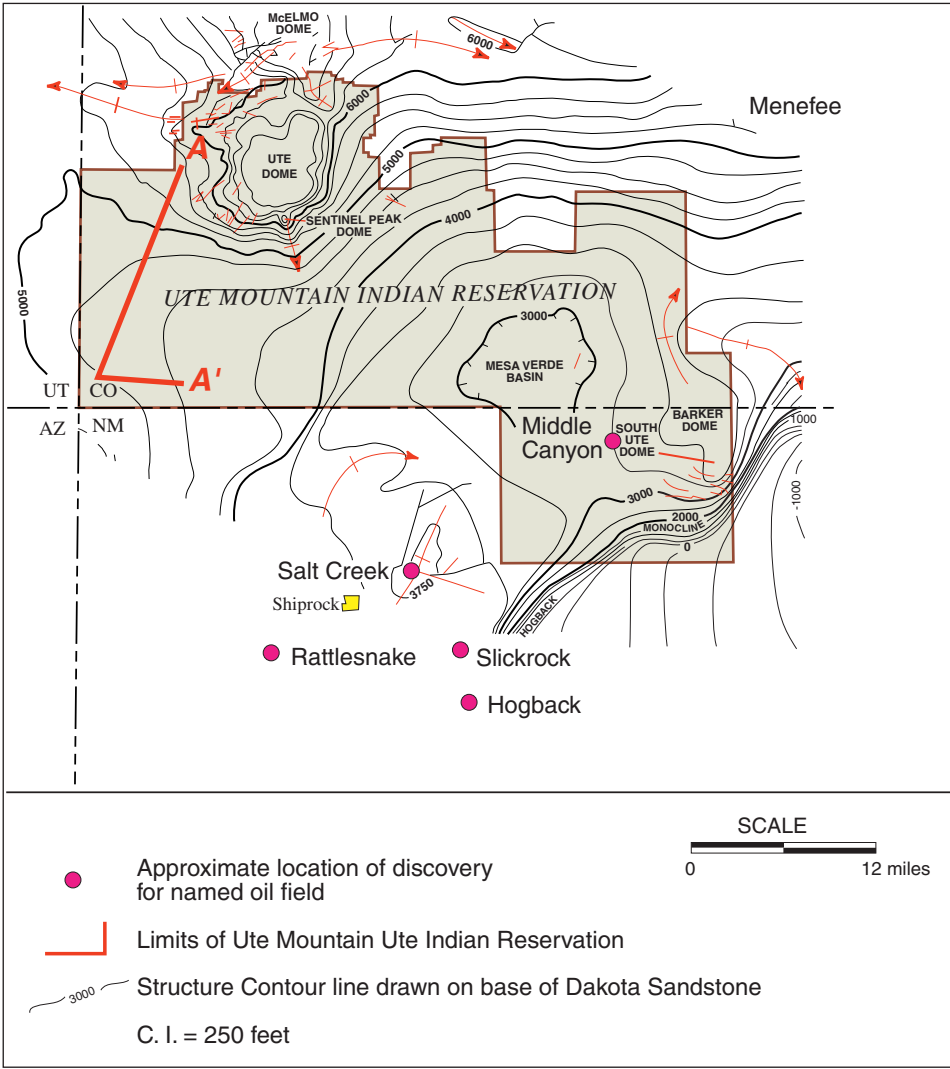 McELMO
DOME
6000
Menefee
6000
A
5000
UTE
DOME
SENTINEL PEAK
DOME
4000
5000
UTE MOUNTAIN INDIAN RESERVATION
3000
MESA VERDE
BASIN
UT
CO
A'
AZ
NM
Middle
Canyon
SOUTH
UTE
DOME
BARKER
DOME
1000
-1000
3000
2000
MONOCLINE
0
HOGBACK
Salt Creek
3750
Shiprock
Rattlesnake
Slickrock
Hogback
SCALE
0
12 miles
Approximate location of discovery
for named oil field
Limits of Ute Mountain Ute Indian Reservation
3000
Structure Contour line drawn on base of Dakota Sandstone
C. I. = 250 feet